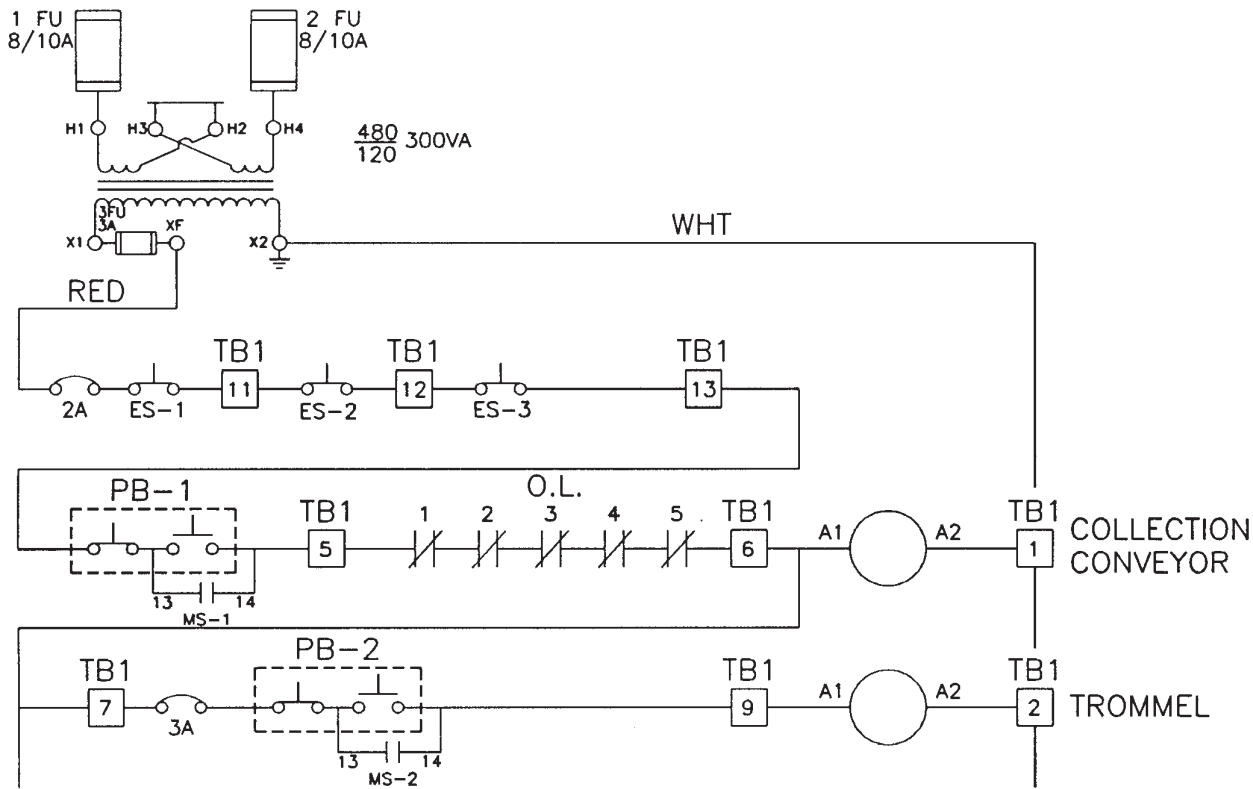 1 FU
8/10A
2 FU
8/10A
H1
H3
H2
H4
480
120
300VA
3FU
3A
XF
X1
X2
WHT
RED
TB1
TB1
TB1
11
12
13
2A
ES-1
ES-2
ES-3
PB-1
O.L.
TB1
1
2
3
4
5
TB1
TB1
5
6
A1
A2
1
COLLECTION
CONVEYOR
13
14
MS-1
PB-2
TB1
TB1
TB1
7
3A
9
A1
A2
2
TROMMEL
13
14
MS-2